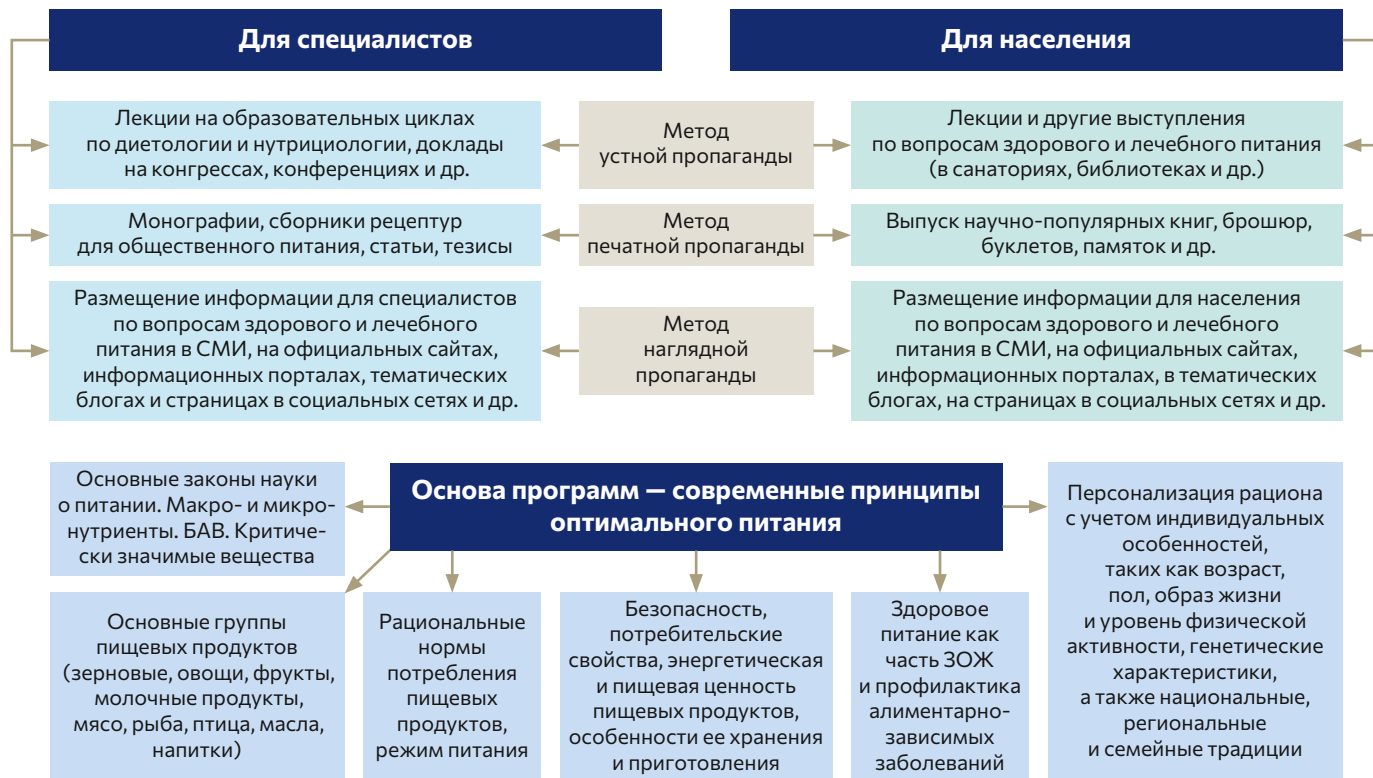 Для специалистов
Для населения
Лекции на образовательных циклах
по диетологии и нутрициологии, доклады
на конгрессах, конференциях и др.
Метод
устной пропаганды
Лекции и другие выступления
по вопросам здорового и лечебного питания
(в санаториях, библиотеках и др.)
Монографии, сборники рецептур
для общественного питания, статьи, тезисы
Метод
печатной пропаганды
Выпуск научно-популярных книг, брошюр,
буклетов, памяток и др.
Размещение информации для специалистов
по вопросам здорового и лечебного
питания в СМИ, на официальных сайтах,
информационных порталах, тематических
блогах и страницах в социальных сетях и др.
Метод
наглядной
пропаганды
Размещение информации для населения
по вопросам здорового и лечебного
питания в СМИ, на официальных сайтах,
информационных порталах, в тематических
блогах, на страницах в социальных сетях и др.
Основные законы науки
о питании. Макро- и микро-
нутриенты. БАВ. Критиче-
ски значимые вещества
Основа программ — современные принципы
оптимального питания
Персонализация рациона
с учетом индивидуальных
особенностей,
таких как возраст,
пол, образ жизни
и уровень физической
активности, генетические
характеристики,
а также национальные,
региональные
и семейные традиции
Основные группы
пищевых продуктов
(зерновые, овощи, фрукты,
молочные продукты,
мясо, рыба, птица, масла,
напитки)
Рациональные
нормы
потребления
пищевых
продуктов,
режим питания
Безопасность,
потребительские
свойства, энергетическая
и пищевая ценность
пищевых продуктов,
особенности ее хранения
и приготовления
Здоровое
питание как
часть ЗОЖ
и профилактика
алиментарно-
зависимых
заболеваний